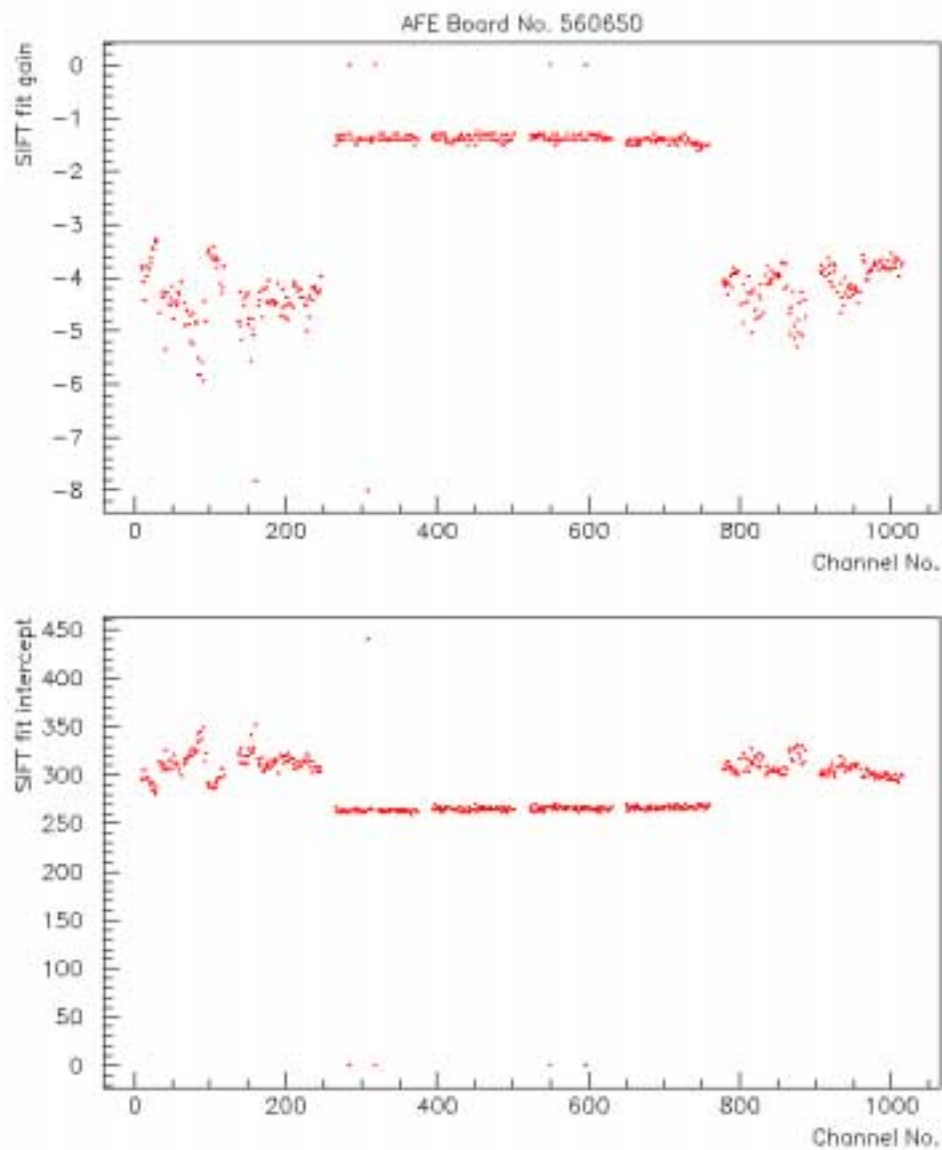 AFE Board No. 560650
SIFT fit gain
0
−1
−2
−3
−4
−5
−6
−7
−8
0 200 400 600 800 1000
Channel No.
SIFT fit intercept
450
400
350
300
250
200
150
100
50
0
0 200 400 600 800 1000
Channel No.